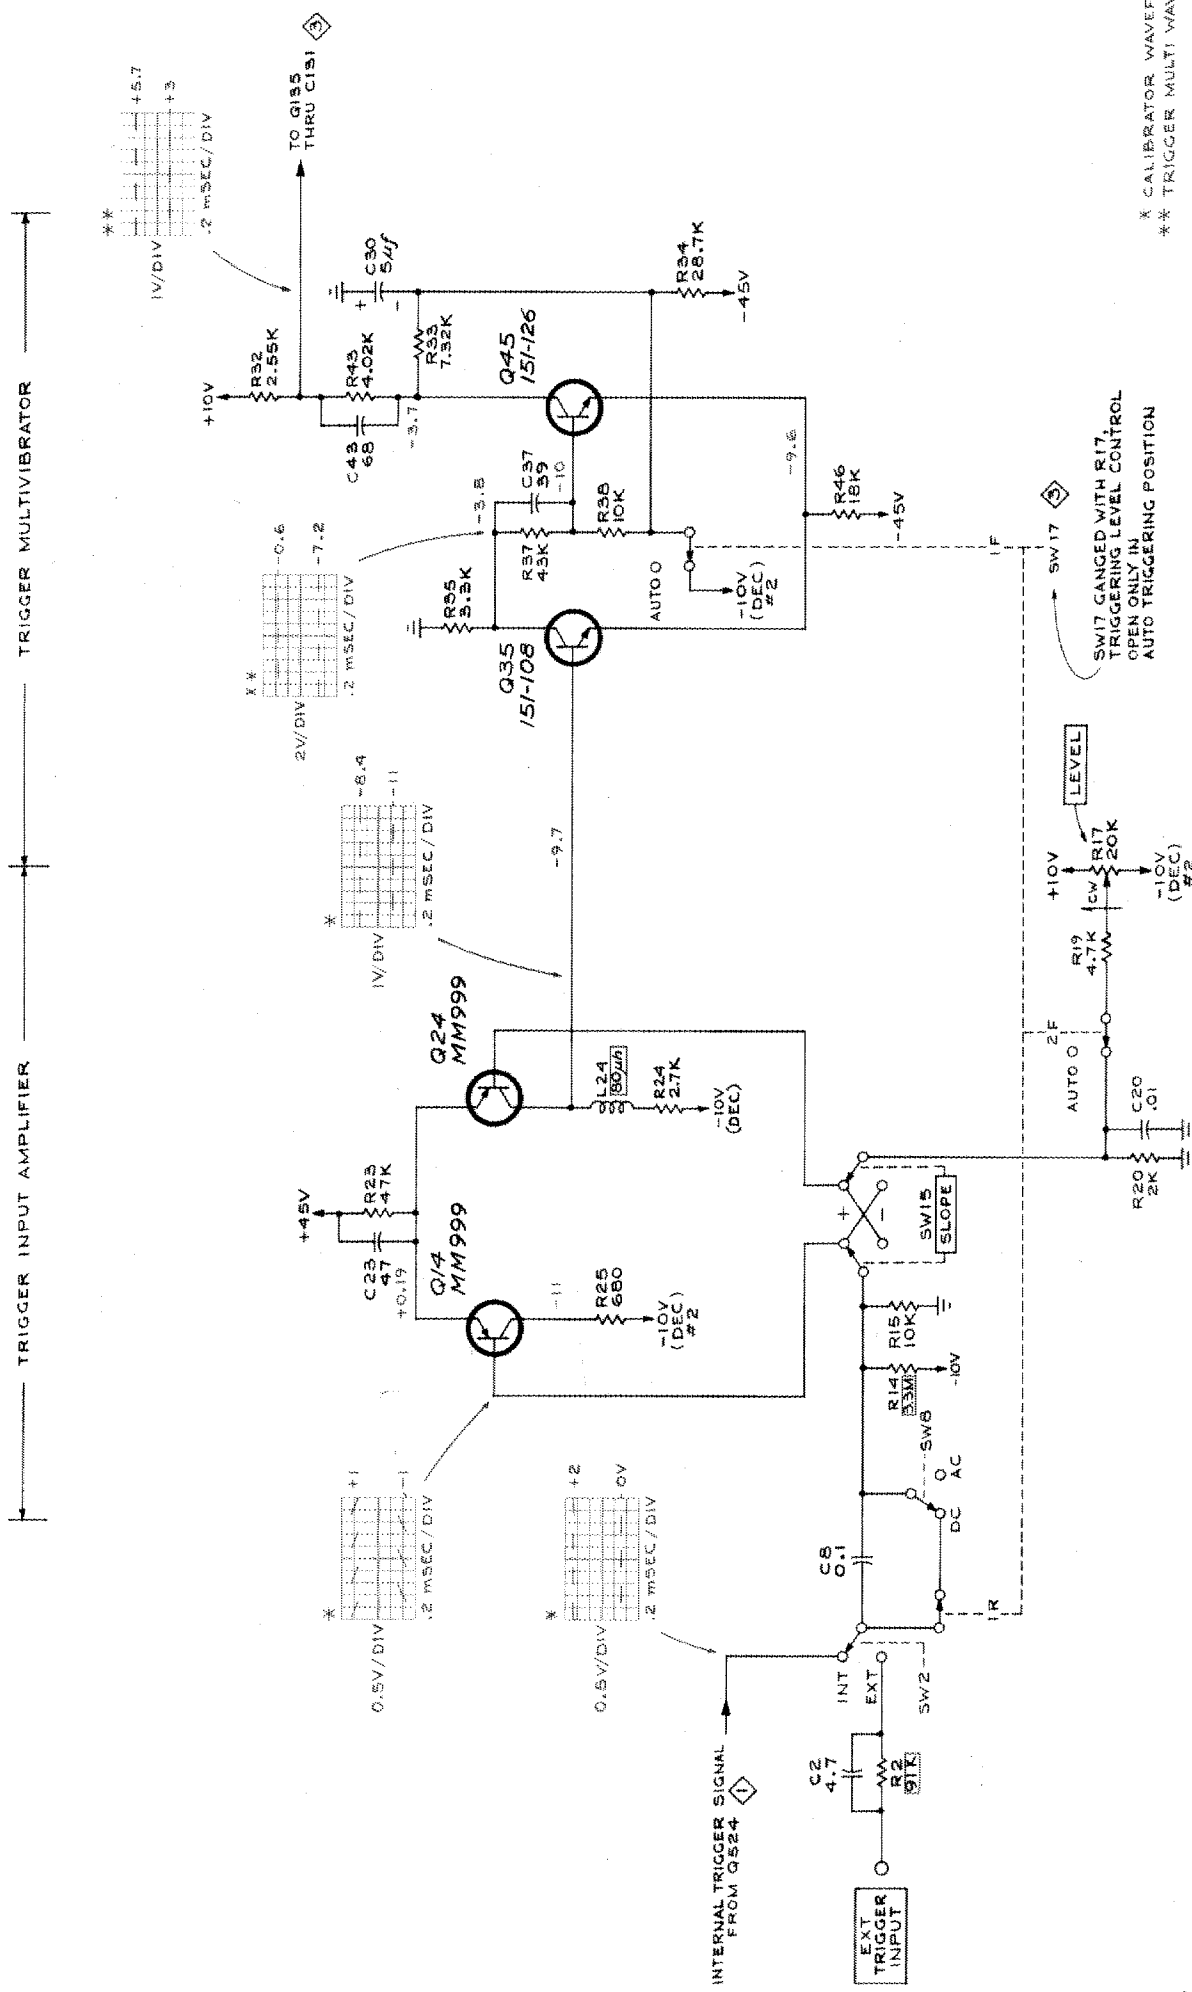 TRIGGER INPUT AMPLIFIER
TRIGGER MULTIVIBRATOR
*
0.5V/DIV
+1
-1
.2 mSEC/DIV
*
0.5V/DIV
+2
0V
.2 mSEC/DIV
*
1V/DIV
-8.4
-11
.2 mSEC/DIV
**
2V/DIV
-0.6
-7.2
.2 mSEC/DIV
**
1V/DIV
+5.7
+3
.2 mSEC/DIV
TO Q135
THRU C131
3
+45V
C23
47
R23
47K
+0.19
Q14
MM999
Q24
MM999
-11
R25
680
-10V
(DEC)
#2
L24
80µh
R24
2.7K
-10V
(DEC)
-9.7
Q35
151-108
R35
3.3K
-3.8
R37
43K
C37
39
-10
R38
10K
AUTO
-10V
(DEC)
#2
Q45
151-126
+10V
R32
2.55K
C43
68
R43
4.02K
-3.7
R33
7.32K
C30
5µf
+
-
R34
28.7K
-45V
-9.6
R46
18K
-45V
INTERNAL TRIGGER SIGNAL
FROM Q524
1
EXT
TRIGGER
INPUT
C2
4.7
R2
91K
INT
EXT
SW2
C8
0.1
DC
AC
SW8
R14
3.3M
-10V
R15
10K
+
-
SW15
SLOPE
1R
2F
1F
AUTO
R20
2K
C20
.01
R19
4.7K
CW
R17
20K
+10V
-10V
(DEC)
#2
LEVEL
SW17
3
SW17 GANGED WITH R17,
TRIGGERING LEVEL CONTROL
OPEN ONLY IN
AUTO TRIGGERING POSITION
* CALIBRATOR WAVEF
** TRIGGER MULTI WAV